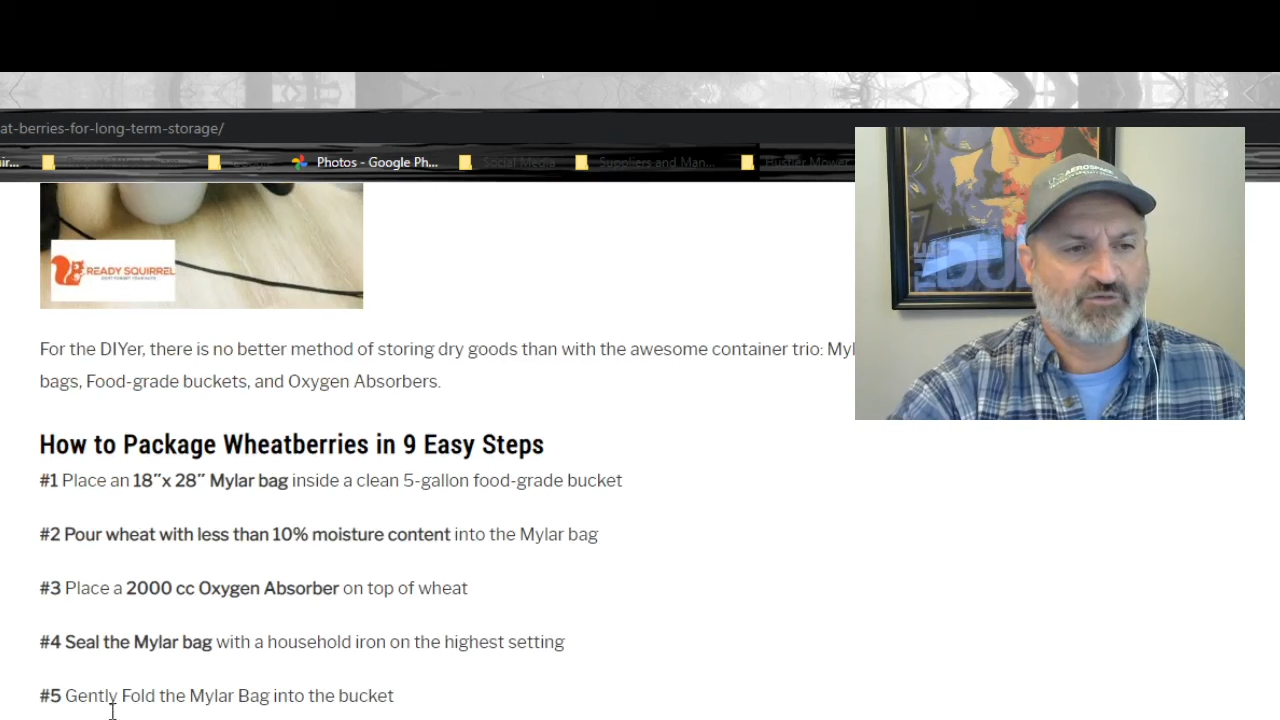 at-berries-for-long-term-storage/
ir... Photos - Google Ph... Social Media Suppliers and Man... Hustler Mower
AEROSPACE
THE DU
READY SQUIRREL
For the DIYer, there is no better method of storing dry goods than with the awesome container trio: Myl
bags, Food-grade buckets, and Oxygen Absorbers.
How to Package Wheatberries in 9 Easy Steps
#1 Place an 18″x 28″ Mylar bag inside a clean 5-gallon food-grade bucket
#2 Pour wheat with less than 10% moisture content into the Mylar bag
#3 Place a 2000 cc Oxygen Absorber on top of wheat
#4 Seal the Mylar bag with a household iron on the highest setting
#5 Gently Fold the Mylar Bag into the bucket